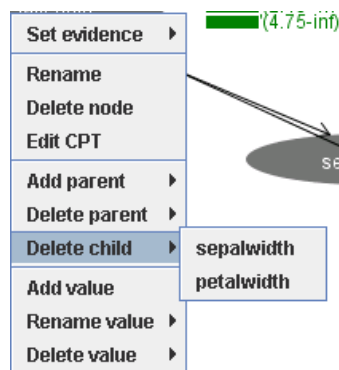 Set evidence
'(4.75-inf)
Rename
Delete node
Edit CPT
Add parent
Delete parent
Delete child
sepalwidth
petalwidth
Add value
Rename value
Delete value
se